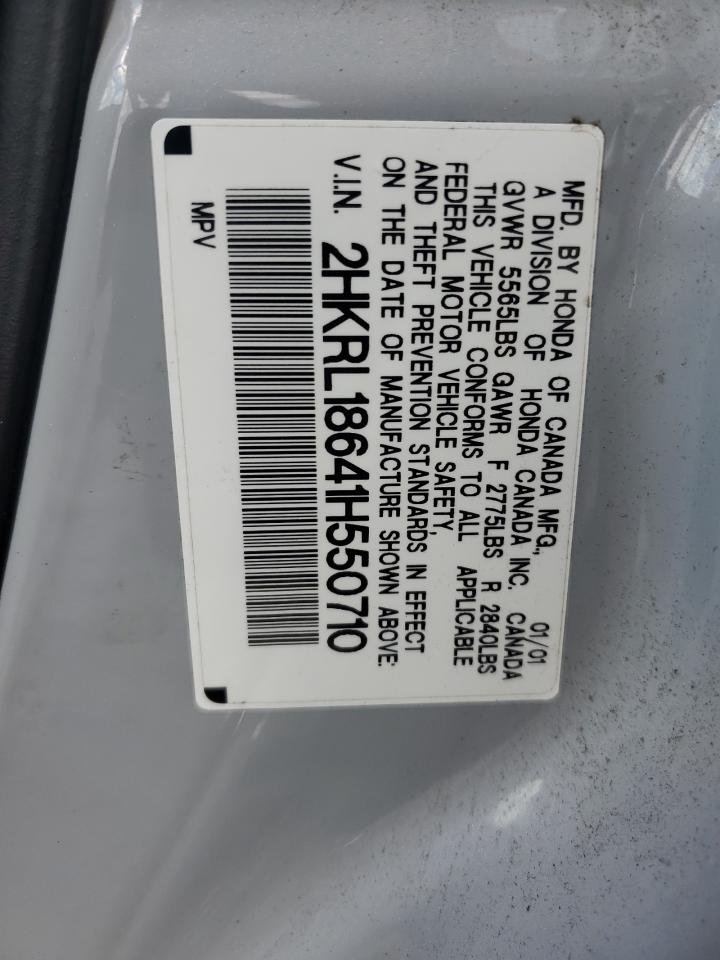 MFD. BY HONDA OF CANADA MFG., 01/01
A DIVISION OF HONDA CANADA INC. CANADA
GVWR 5565LBS GAWR F 2775LBS R 2840LBS
THIS VEHICLE CONFORMS TO ALL APPLICABLE
FEDERAL MOTOR VEHICLE SAFETY,
AND THEFT PREVENTION STANDARDS IN EFFECT
ON THE DATE OF MANUFACTURE SHOWN ABOVE:
V.I.N. 2HKRL18641H550710
MPV